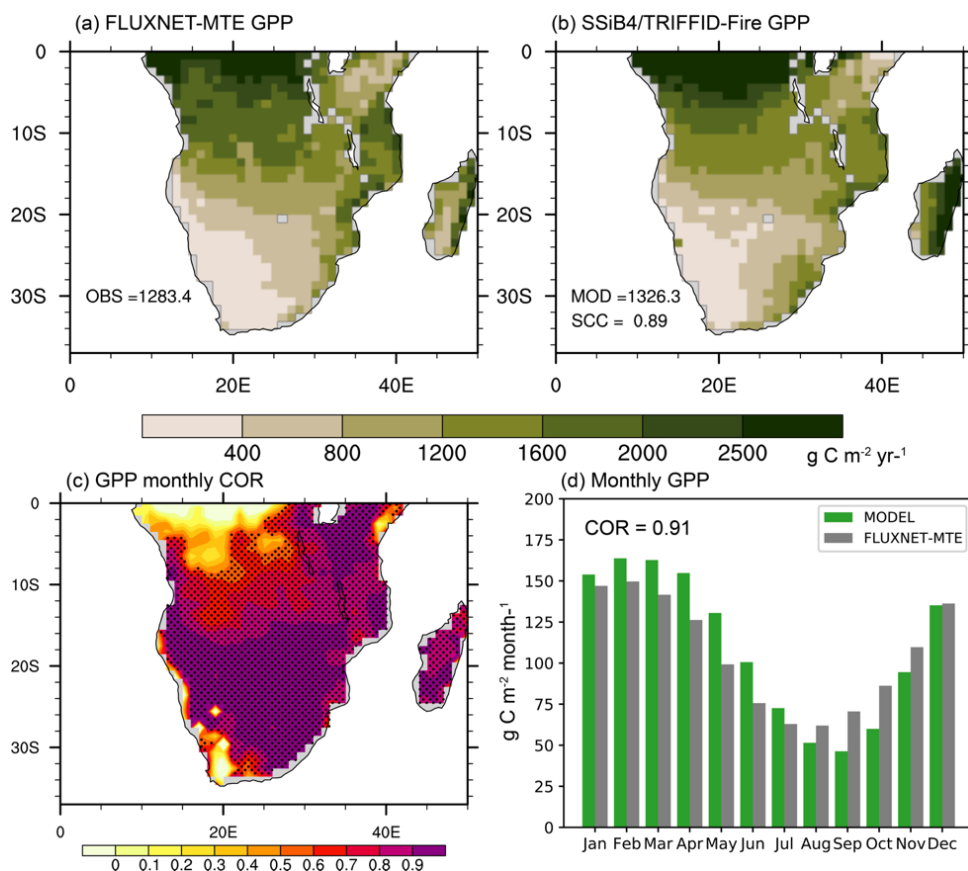 (a) FLUXNET-MTE GPP
0
10S
20S
30S
OBS =1283.4
0 20E 40E
(b) SSiB4/TRIFFID-Fire GPP
0
10S
20S
30S
MOD =1326.3
SCC = 0.89
0 20E 40E
400 800 1200 1600 2000 2500 g C m⁻² yr-¹
(c) GPP monthly COR
0
10S
20S
30S
0 20E 40E
0 0.1 0.2 0.3 0.4 0.5 0.6 0.7 0.8 0.9
(d) Monthly GPP
COR = 0.91
MODEL
FLUXNET-MTE
g C m⁻² month-¹
200
175
150
125
100
75
50
25
0
Jan Feb Mar Apr May Jun Jul Aug Sep Oct Nov Dec